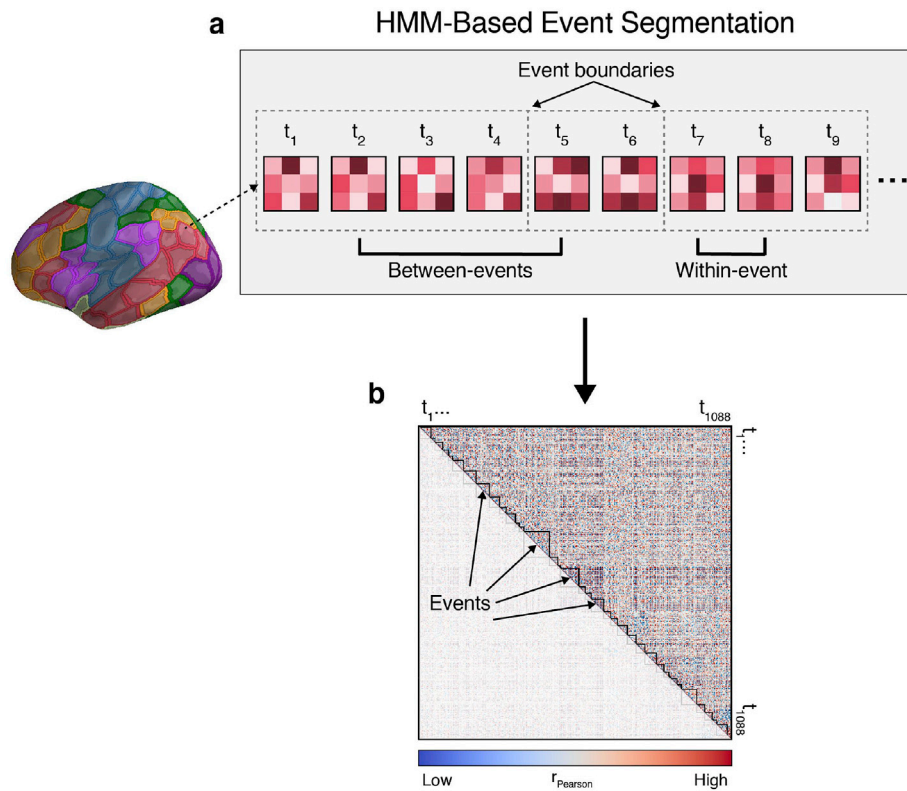 a
HMM-Based Event Segmentation
Event boundaries
t1 t2 t3 t4 t5 t6 t7 t8 t9
...
Between-events
Within-event
b
t1... t1088
t1...
Events
t1088
Low rPearson High